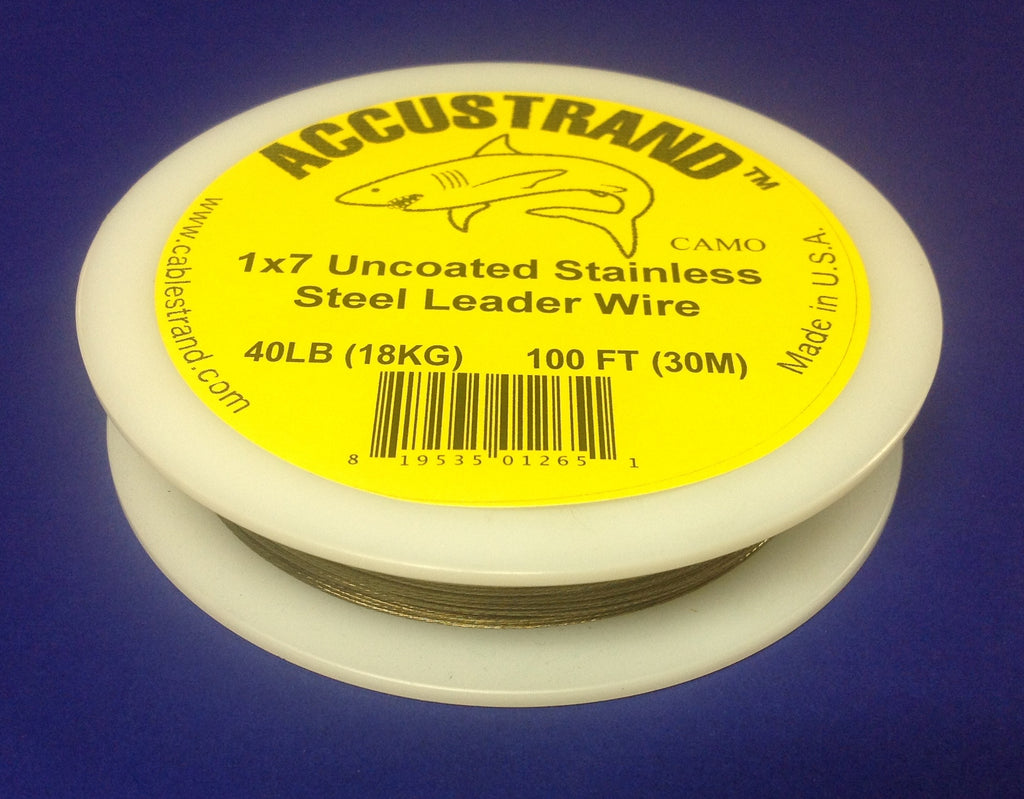 ACCUSTRAND™
CAMO
1x7 Uncoated Stainless
Steel Leader Wire
40LB (18KG) 100 FT (30M)
8 19535 01265 1
www.cablestrand.com
Made in U.S.A.